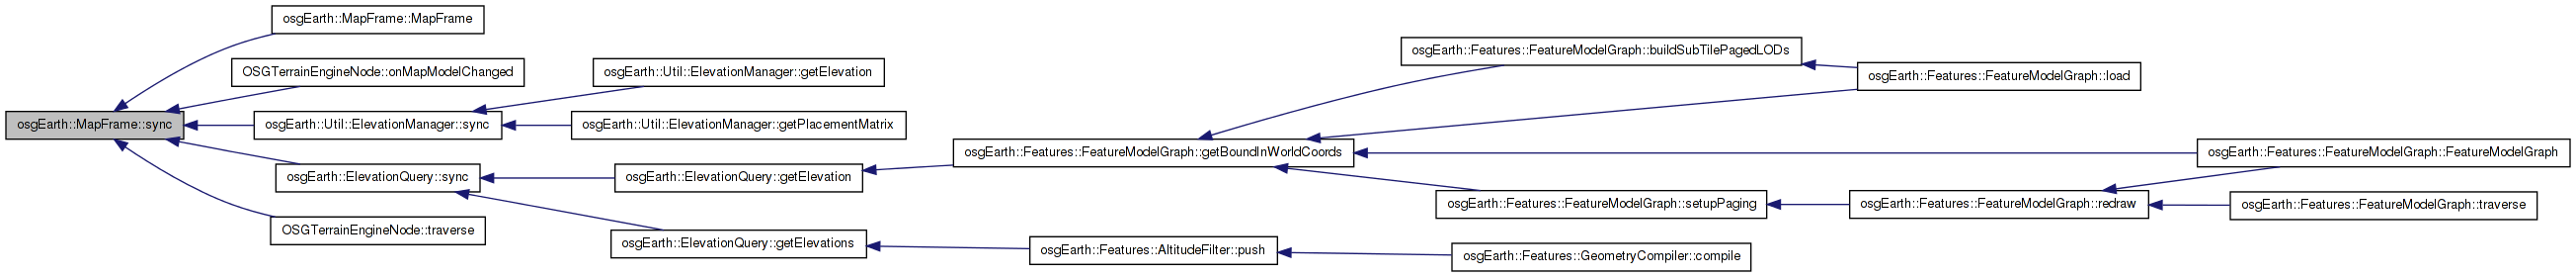 osgEarth::MapFrame::MapFrame
osgEarth::Features::FeatureModelGraph::buildSubTilePagedLODs
OSGTerrainEngineNode::onMapModelChanged
osgEarth::Util::ElevationManager::getElevation
osgEarth::Features::FeatureModelGraph::load
osgEarth::MapFrame::sync
osgEarth::Util::ElevationManager::sync
osgEarth::Util::ElevationManager::getPlacementMatrix
osgEarth::Features::FeatureModelGraph::getBoundInWorldCoords
osgEarth::Features::FeatureModelGraph::FeatureModelGraph
osgEarth::ElevationQuery::sync
osgEarth::ElevationQuery::getElevation
osgEarth::Features::FeatureModelGraph::setupPaging
osgEarth::Features::FeatureModelGraph::redraw
osgEarth::Features::FeatureModelGraph::traverse
OSGTerrainEngineNode::traverse
osgEarth::ElevationQuery::getElevations
osgEarth::Features::AltitudeFilter::push
osgEarth::Features::GeometryCompiler::compile